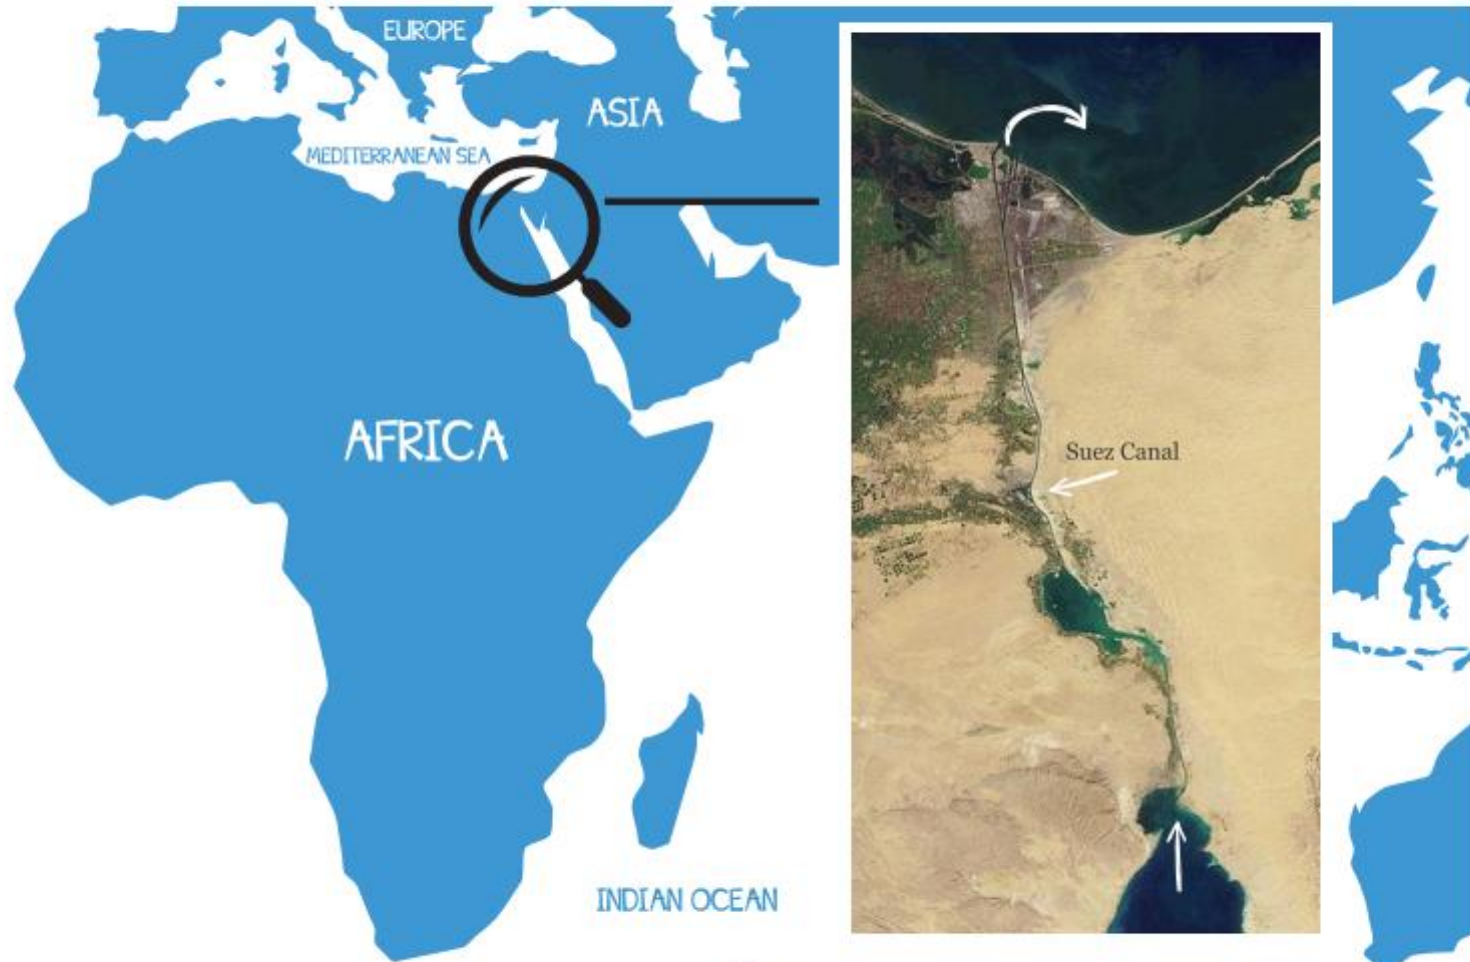 EUROPE
ASIA
MEDITERRANEAN SEA
AFRICA
Suez Canal
INDIAN OCEAN